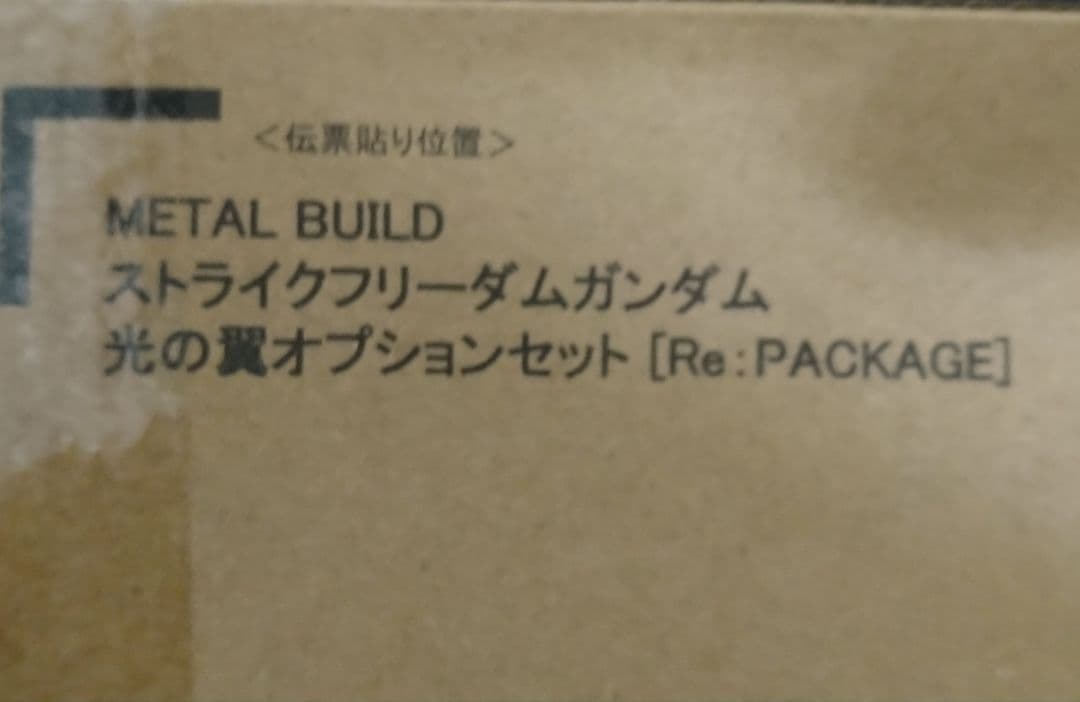 ＜伝票貼り位置＞
METAL BUILD
ストライクフリーダムガンダム
光の翼オプションセット [Re:PACKAGE]